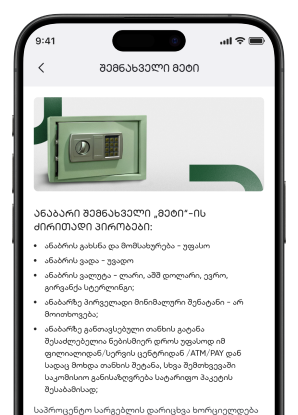 9:41
შემნახველი მეტი
ანაბარი შემნახველი „მეტი“-ის
ძირითადი პირობები:
• ანაბრის გახსნა და მომსახურება - უფასო
• ანაბრის ვადა - უვადო
• ანაბრის ვალუტა - ლარი, აშშ დოლარი, ევრო,
გირვანქა სტერლინგი;
• ანაბარზე პირველადი მინიმალური შენატანი - არ
მოითხოვება;
• ანაბარზე განთავსებული თანხის გატანა
შესაძლებელია ნებისმიერ დროს უფასოდ იმ
ფილიალიდან/სერვის ცენტრიდან /ATM/PAY დან
სადაც მოხდა თანხის შეტანა, სხვა შემთხვევაში
საკომისიო განისაზღვრება სატარიფო პაკეტის
შესაბამისად;
საპროცენტო სარგებლის დარიცხვა ხორციელდება